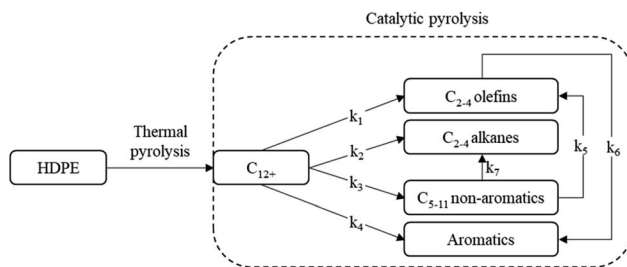 Catalytic pyrolysis
C2-4 olefins
k1
Thermal
pyrolysis
C2-4 alkanes
k2
k5
k6
HDPE
C12+
k7
k3
C5-11 non-aromatics
k4
Aromatics